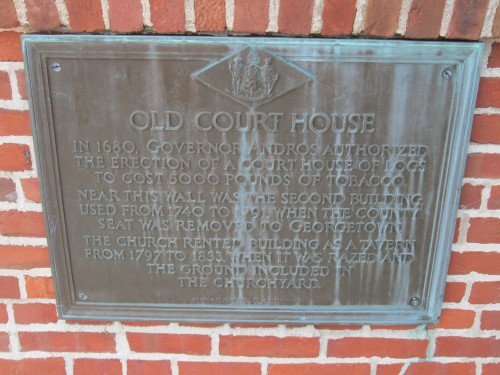 OLD COURT HOUSE
IN 1680, GOVERNOR ANDROS AUTHORIZED
THE ERECTION OF A COURT HOUSE OF LOGS
TO COST 5000 POUNDS OF TOBACCO
NEAR THIS WALL WAS THE SECOND BUILDING
USED FROM 1740 TO 1791 WHEN THE COUNTY
SEAT WAS REMOVED TO GEORGETOWN.
THE CHURCH RENTED BUILDING AS A TAVERN
FROM 1797 TO 1833, WHEN IT WAS RAZED AND
THE GROUND INCLUDED IN
THE CHURCHYARD.